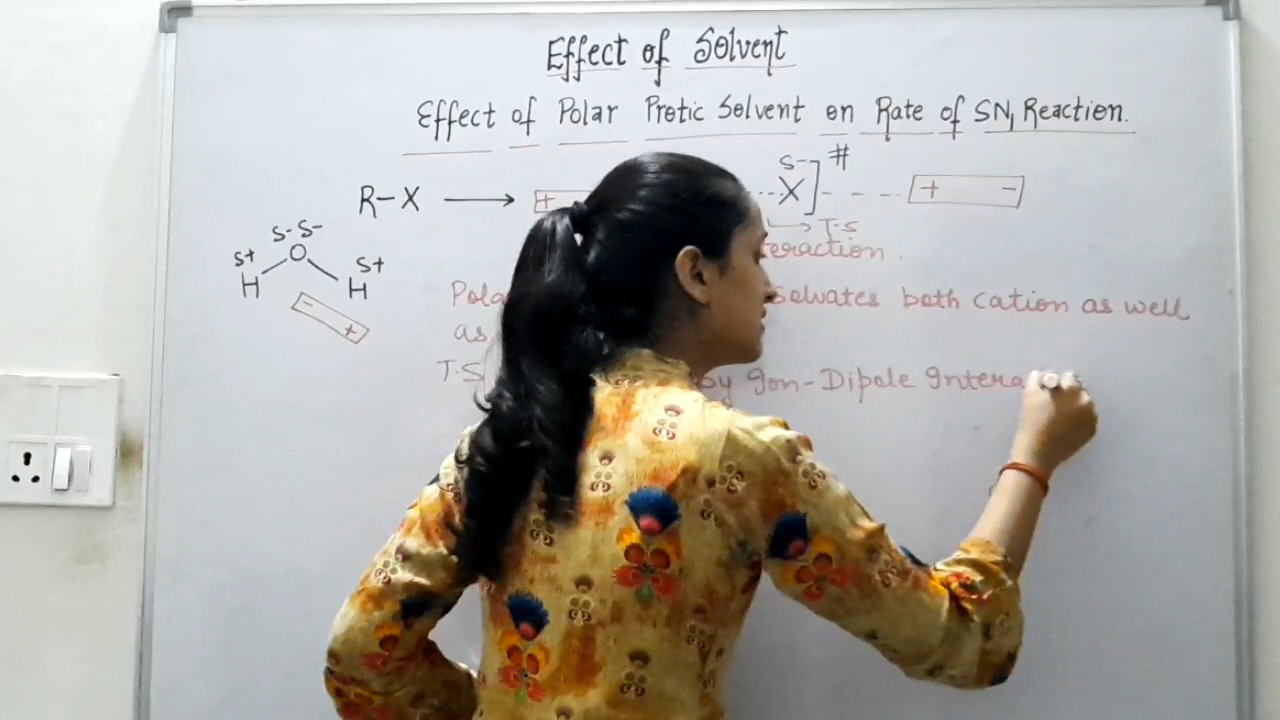 Effect of Solvent
Effect of Polar Protic Solvent on Rate of SN1 Reaction.
R-X ⟶ + X S- ] # - - - + -
T-S
S- S-
S+ O S+
H H
- +
teraction.
Pola solvates both cation as well
as
T.S by Ion-Dipole Intera